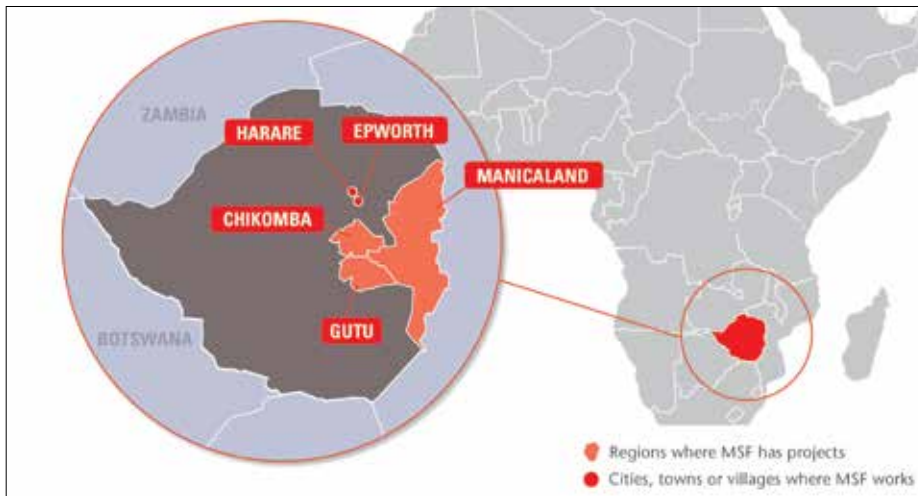 ZAMBIA
HARARE
EPWORTH
MANICALAND
CHIKOMBA
GUTU
BOTSWANA
Regions where MSF has projects
Cities, towns or villages where MSF works